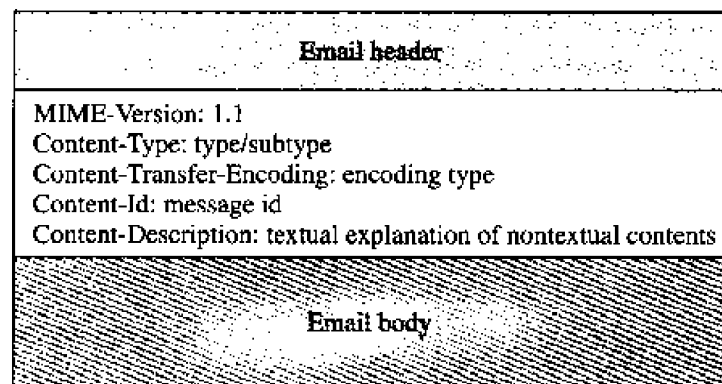 Email header
MIME-Version: 1.1
Content-Type: type/subtype
Content-Transfer-Encoding: encoding type
Content-Id: message id
Content-Description: textual explanation of nontextual contents
Email body